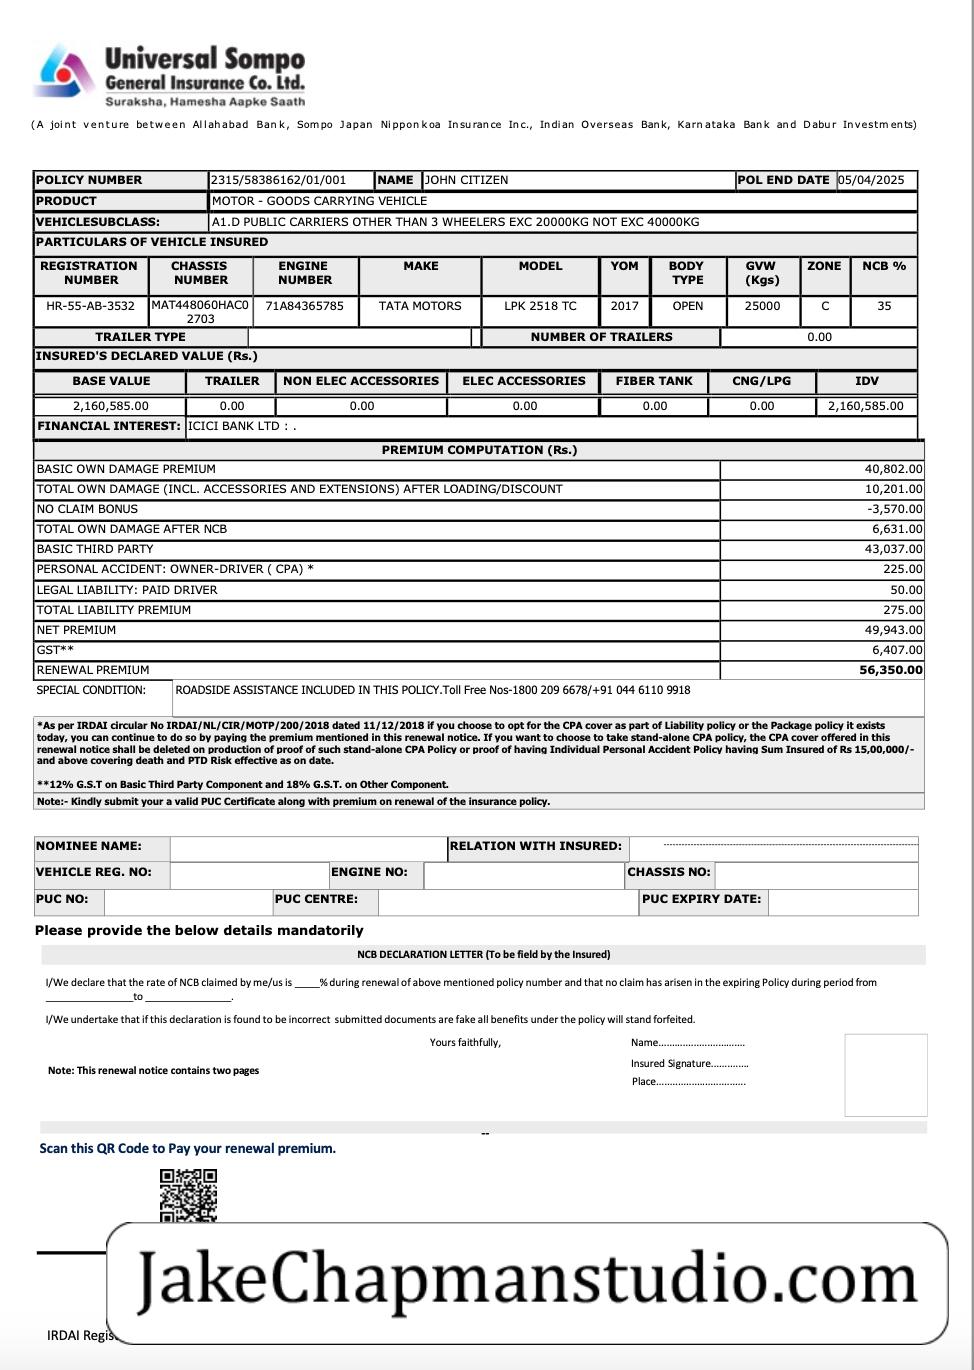 Universal Sompo
General Insurance Co. Ltd.
Suraksha, Hamesha Aapke Saath
(A joint venture between Allahabad Bank, Sompo Japan Nipponkoa Insurance Inc., Indian Overseas Bank, Karnataka Bank and Dabur Investments)
POLICY NUMBER 2315/58386162/01/001 NAME JOHN CITIZEN POL END DATE 05/04/2025
PRODUCT MOTOR - GOODS CARRYING VEHICLE
VEHICLESUBCLASS: A1.D PUBLIC CARRIERS OTHER THAN 3 WHEELERS EXC 20000KG NOT EXC 40000KG
PARTICULARS OF VEHICLE INSURED
REGISTRATION NUMBER CHASSIS NUMBER ENGINE NUMBER MAKE MODEL YOM BODY TYPE GVW (Kgs) ZONE NCB %
HR-55-AB-3532 MAT448060HAC0 2703 71A84365785 TATA MOTORS LPK 2518 TC 2017 OPEN 25000 C 35
TRAILER TYPE NUMBER OF TRAILERS 0.00
INSURED'S DECLARED VALUE (Rs.)
BASE VALUE TRAILER NON ELEC ACCESSORIES ELEC ACCESSORIES FIBER TANK CNG/LPG IDV
2,160,585.00 0.00 0.00 0.00 0.00 0.00 2,160,585.00
FINANCIAL INTEREST: ICICI BANK LTD : .
PREMIUM COMPUTATION (Rs.)
BASIC OWN DAMAGE PREMIUM 40,802.00
TOTAL OWN DAMAGE (INCL. ACCESSORIES AND EXTENSIONS) AFTER LOADING/DISCOUNT 10,201.00
NO CLAIM BONUS -3,570.00
TOTAL OWN DAMAGE AFTER NCB 6,631.00
BASIC THIRD PARTY 43,037.00
PERSONAL ACCIDENT: OWNER-DRIVER ( CPA) * 225.00
LEGAL LIABILITY: PAID DRIVER 50.00
TOTAL LIABILITY PREMIUM 275.00
NET PREMIUM 49,943.00
GST** 6,407.00
RENEWAL PREMIUM 56,350.00
SPECIAL CONDITION: ROADSIDE ASSISTANCE INCLUDED IN THIS POLICY.Toll Free Nos-1800 209 6678/+91 044 6110 9918
*As per IRDAI circular No IRDAI/NL/CIR/MOTP/200/2018 dated 11/12/2018 if you choose to opt for the CPA cover as part of Liability policy or the Package policy it exists
today, you can continue to do so by paying the premium mentioned in this renewal notice. If you want to choose to take stand-alone CPA policy, the CPA cover offered in this
renewal notice shall be deleted on production of proof of such stand-alone CPA Policy or proof of having Individual Personal Accident Policy having Sum Insured of Rs 15,00,000/-
and above covering death and PTD Risk effective as on date.
**12% G.S.T on Basic Third Party Component and 18% G.S.T. on Other Component.
Note:- Kindly submit your a valid PUC Certificate along with premium on renewal of the insurance policy.
NOMINEE NAME: RELATION WITH INSURED:
VEHICLE REG. NO: ENGINE NO: CHASSIS NO:
PUC NO: PUC CENTRE: PUC EXPIRY DATE:
Please provide the below details mandatorily
NCB DECLARATION LETTER (To be field by the Insured)
I/We declare that the rate of NCB claimed by me/us is ____% during renewal of above mentioned policy number and that no claim has arisen in the expiring Policy during period from
________________to ________________.
I/We undertake that if this declaration is found to be incorrect submitted documents are fake all benefits under the policy will stand forfeited.
Yours faithfully, Name................................
Insured Signature.............
Note: This renewal notice contains two pages
Place.................................
--
Scan this QR Code to Pay your renewal premium.
JakeChapmanstudio.com
IRDAI Regis